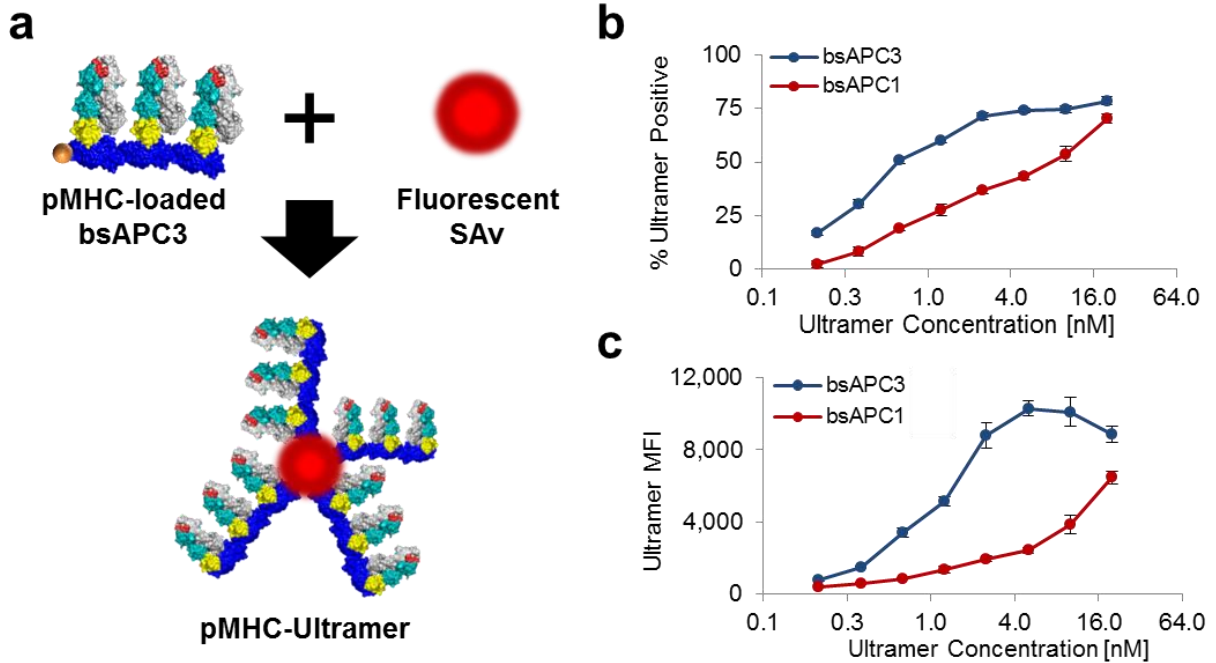 a
pMHC-loaded
bsAPC3
+
Fluorescent
SAv
pMHC-Ultramer
b
% Ultramer Positive
100
75
50
25
0
bsAPC3
bsAPC1
0.1 0.3 1.0 4.0 16.0 64.0
Ultramer Concentration [nM]
c
Ultramer MFI
12,000
8,000
4,000
0
bsAPC3
bsAPC1
0.1 0.3 1.0 4.0 16.0 64.0
Ultramer Concentration [nM]